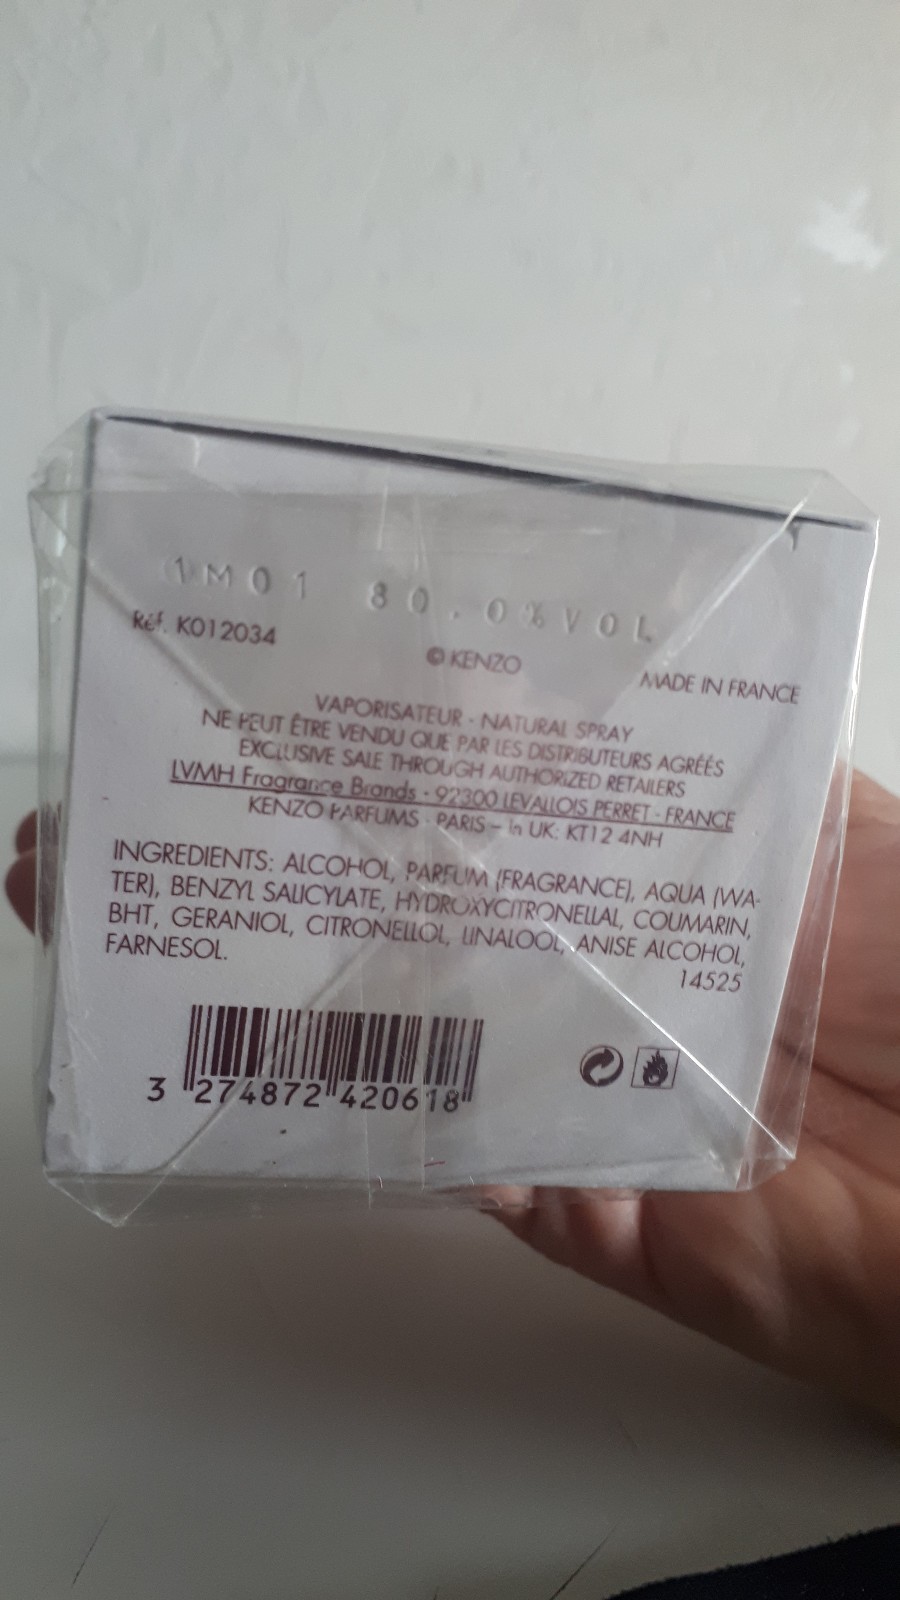 1M01 80.0%VOL
Réf. K012034
© KENZO
MADE IN FRANCE
VAPORISATEUR - NATURAL SPRAY
NE PEUT ÊTRE VENDU QUE PAR LES DISTRIBUTEURS AGRÉÉS
EXCLUSIVE SALE THROUGH AUTHORIZED RETAILERS
LVMH Fragrance Brands - 92300 LEVALLOIS PERRET - FRANCE
KENZO PARFUMS - PARIS – In UK: KT12 4NH
INGREDIENTS: ALCOHOL, PARFUM (FRAGRANCE), AQUA (WA-
TER), BENZYL SALICYLATE, HYDROXYCITRONELLAL, COUMARIN,
BHT, GERANIOL, CITRONELLOL, LINALOOL, ANISE ALCOHOL,
FARNESOL.
14525
3 274872 420618